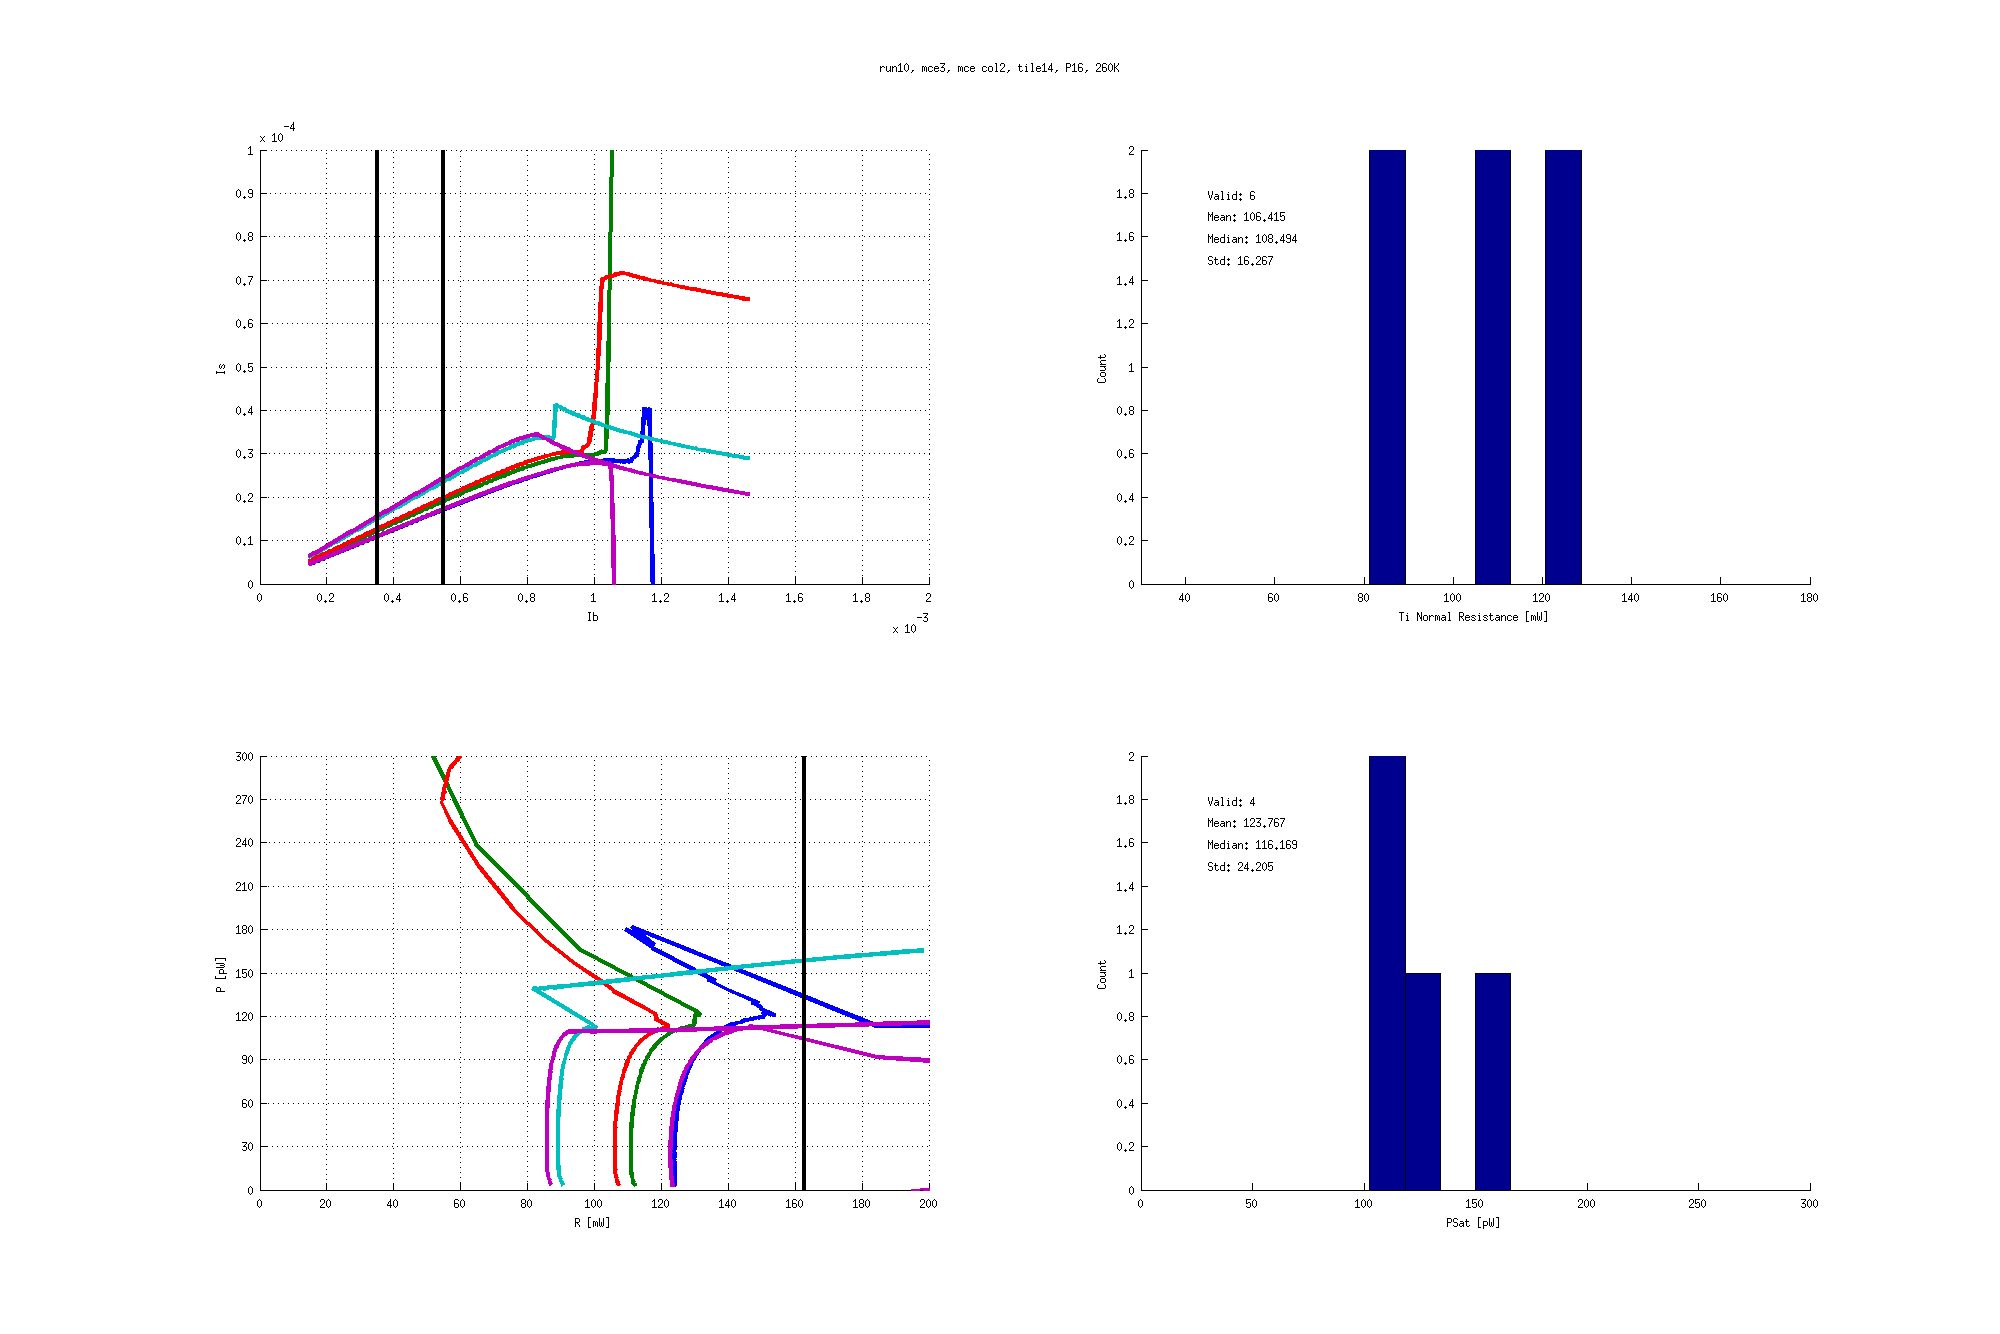 run10, mce3, mce col2, tile14, P16, 260K
x 10
-4
1
0.9
0.8
0.7
0.6
0.5
0.4
0.3
0.2
0.1
0
Is
0 0.2 0.4 0.6 0.8 1 1.2 1.4 1.6 1.8 2
Ib
x 10
-3
2
1.8
1.6
1.4
1.2
1
0.8
0.6
0.4
0.2
0
Count
Valid: 6
Mean: 106.415
Median: 108.494
Std: 16.267
40 60 80 100 120 140 160 180
Ti Normal Resistance [mW]
300
270
240
210
180
150
120
90
60
30
0
P [pW]
0 20 40 60 80 100 120 140 160 180 200
R [mW]
2
1.8
1.6
1.4
1.2
1
0.8
0.6
0.4
0.2
0
Count
Valid: 4
Mean: 123.767
Median: 116.169
Std: 24.205
0 50 100 150 200 250 300
PSat [pW]